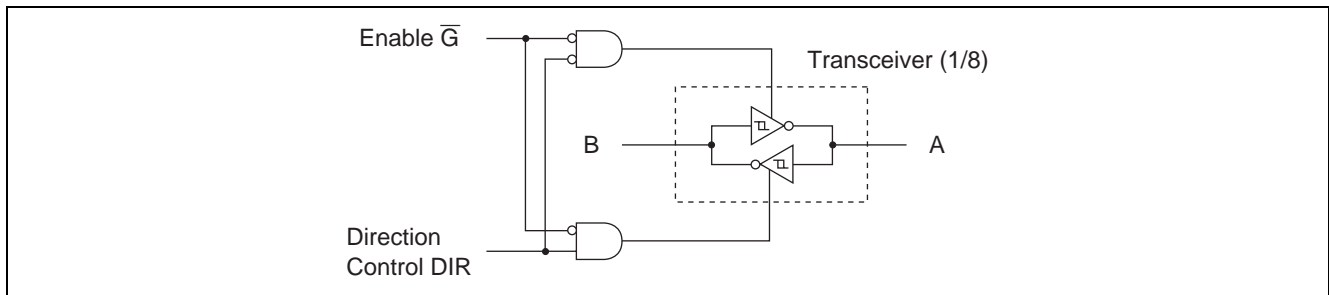 Enable G̅
Transceiver (1/8)
B
A
Direction
Control DIR